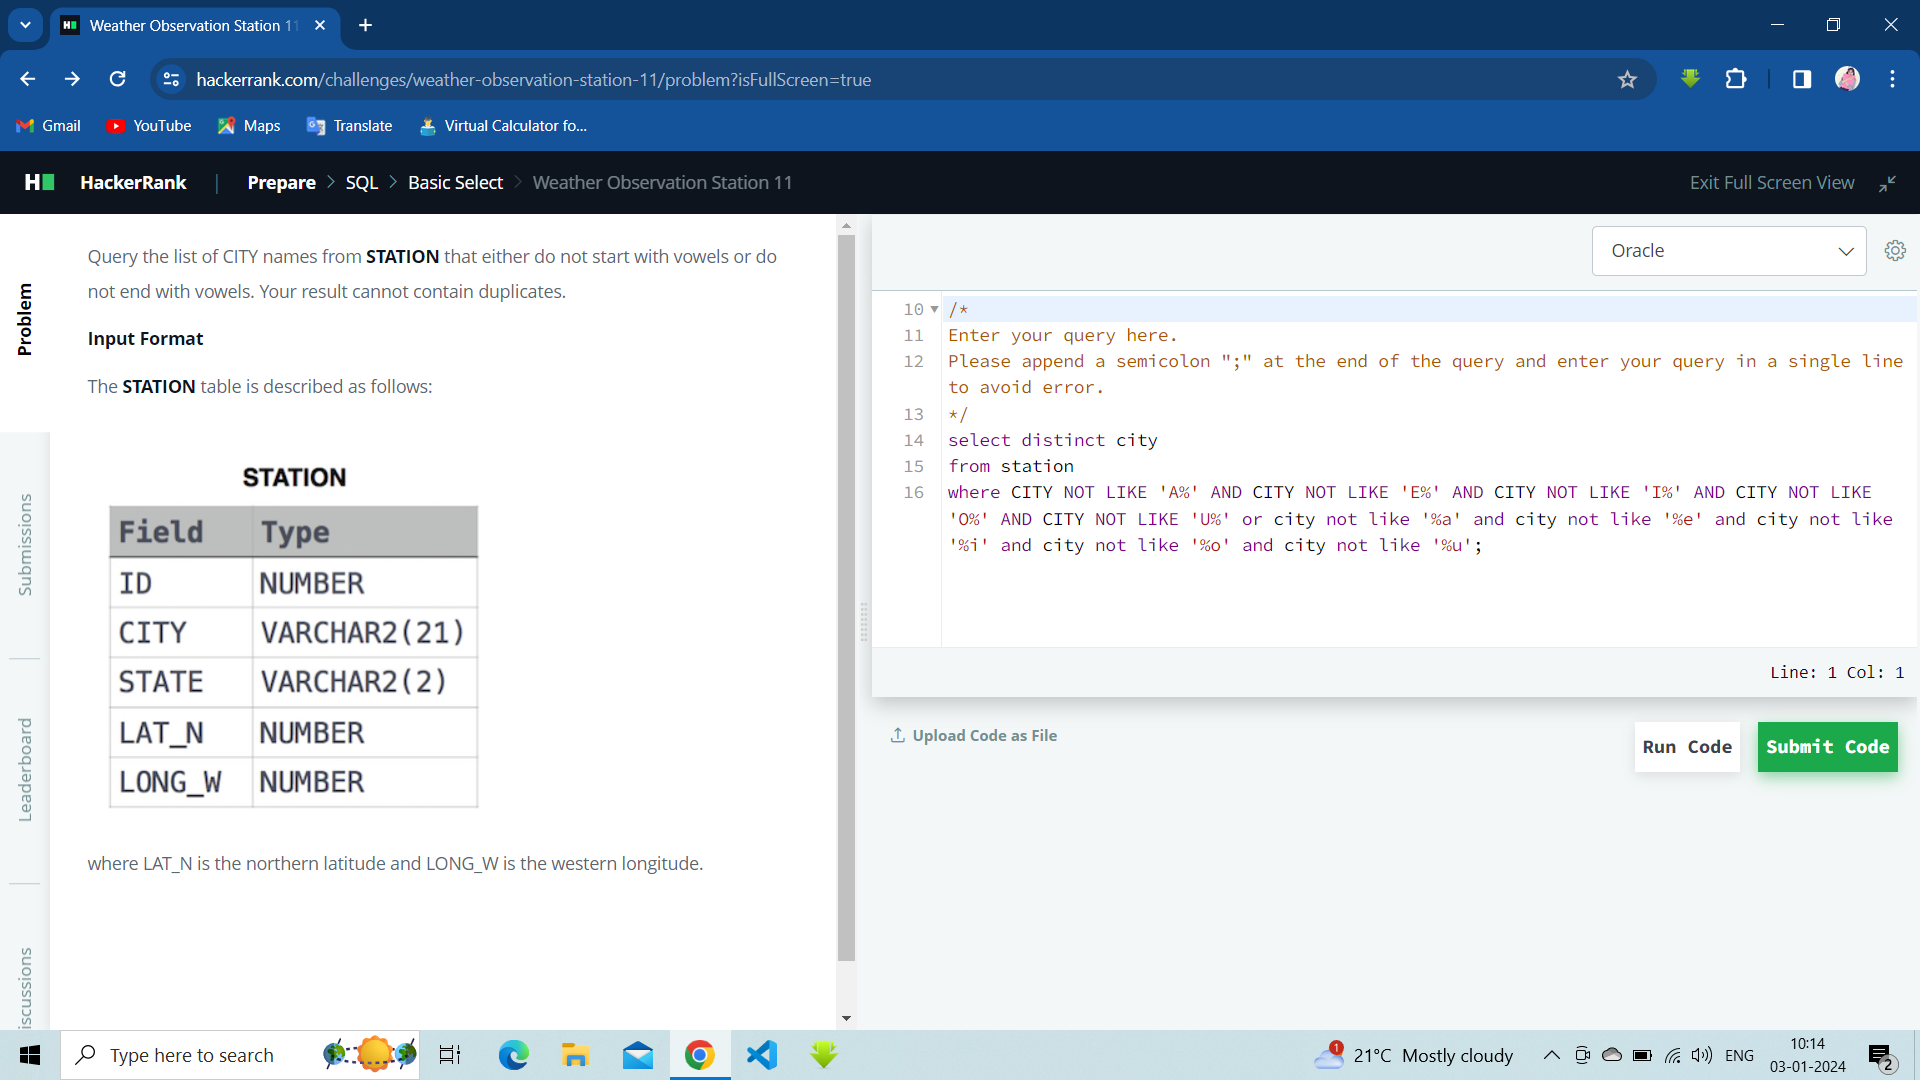 Weather Observation Station 11
hackerrank.com/challenges/weather-observation-station-11/problem?isFullScreen=true
Gmail YouTube Maps Translate Virtual Calculator fo...
H HackerRank | Prepare > SQL > Basic Select > Weather Observation Station 11 Exit Full Screen View
Problem
Submissions
Leaderboard
iscussions
Query the list of CITY names from STATION that either do not start with vowels or do
not end with vowels. Your result cannot contain duplicates.
Input Format
The STATION table is described as follows:
STATION
Field Type
ID NUMBER
CITY VARCHAR2(21)
STATE VARCHAR2(2)
LAT_N NUMBER
LONG_W NUMBER
where LAT_N is the northern latitude and LONG_W is the western longitude.
Oracle
10 /*
11 Enter your query here.
12 Please append a semicolon ";" at the end of the query and enter your query in a single line
to avoid error.
13 */
14 select distinct city
15 from station
16 where CITY NOT LIKE 'A%' AND CITY NOT LIKE 'E%' AND CITY NOT LIKE 'I%' AND CITY NOT LIKE
'O%' AND CITY NOT LIKE 'U%' or city not like '%a' and city not like '%e' and city not like
'%i' and city not like '%o' and city not like '%u';
Line: 1 Col: 1
Upload Code as File
Run Code Submit Code
Type here to search
1 21°C Mostly cloudy
ENG
10:14
03-01-2024
2